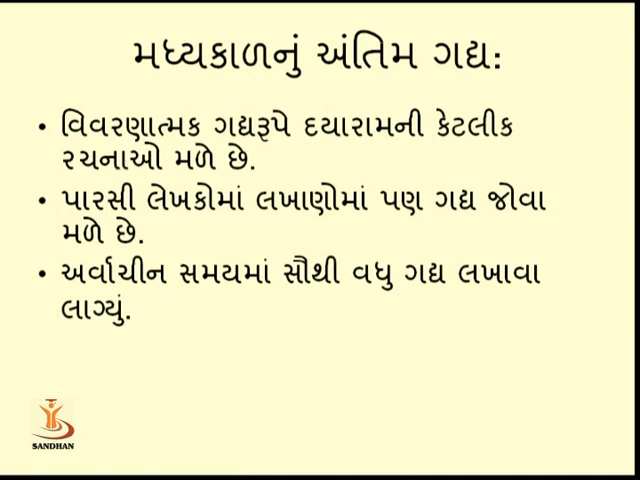 મધ્યકાળનું અંતિમ ગદ્ય:
• વિવરણાત્મક ગદ્યરૂપે દયારામની કેટલીક
રચનાઓ મળે છે.
• પારસી લેખકોમાં લખાણોમાં પણ ગદ્ય જોવા
મળે છે.
• અર્વાચીન સમયમાં સૌથી વધુ ગદ્ય લખાવા
લાગ્યું.
SANDHAN